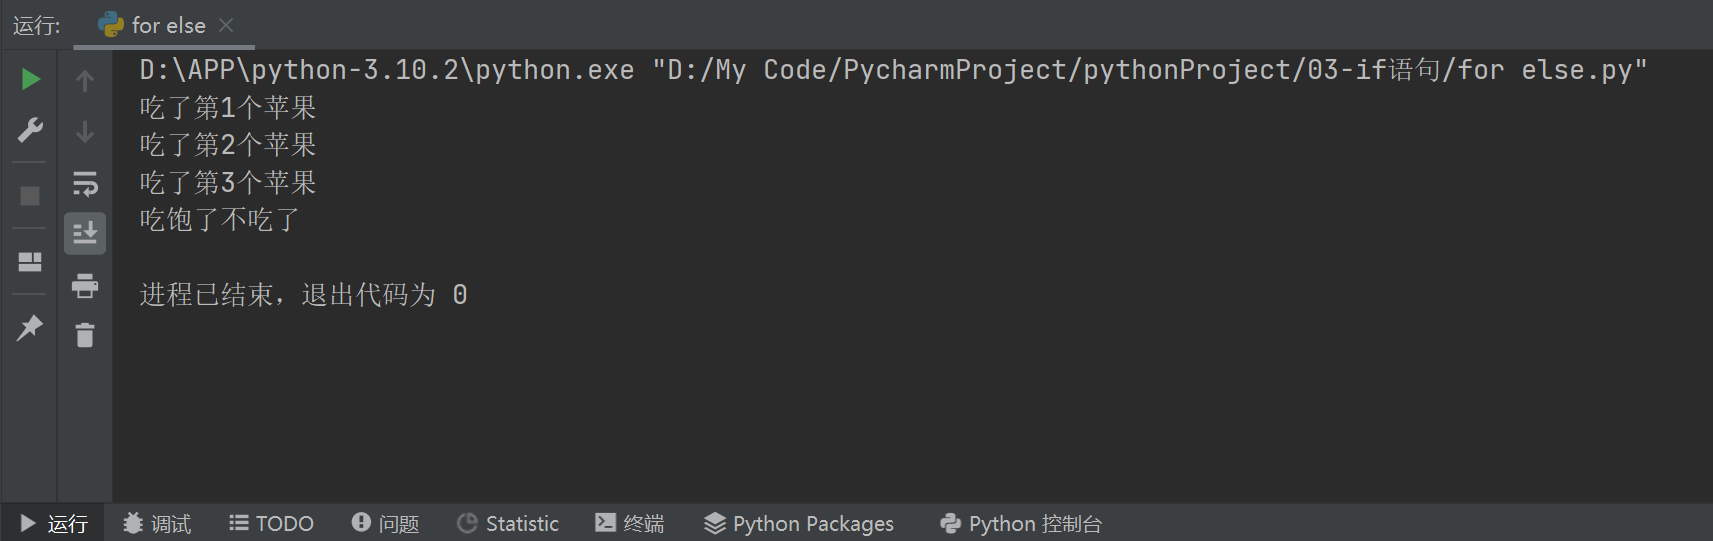 运行: for else
D:\APP\python-3.10.2\python.exe "D:/My Code/PycharmProject/pythonProject/03-if语句/for else.py"
吃了第1个苹果
吃了第2个苹果
吃了第3个苹果
吃饱了不吃了
进程已结束，退出代码为 0
运行 调试 TODO 问题 Statistic 终端 Python Packages Python 控制台